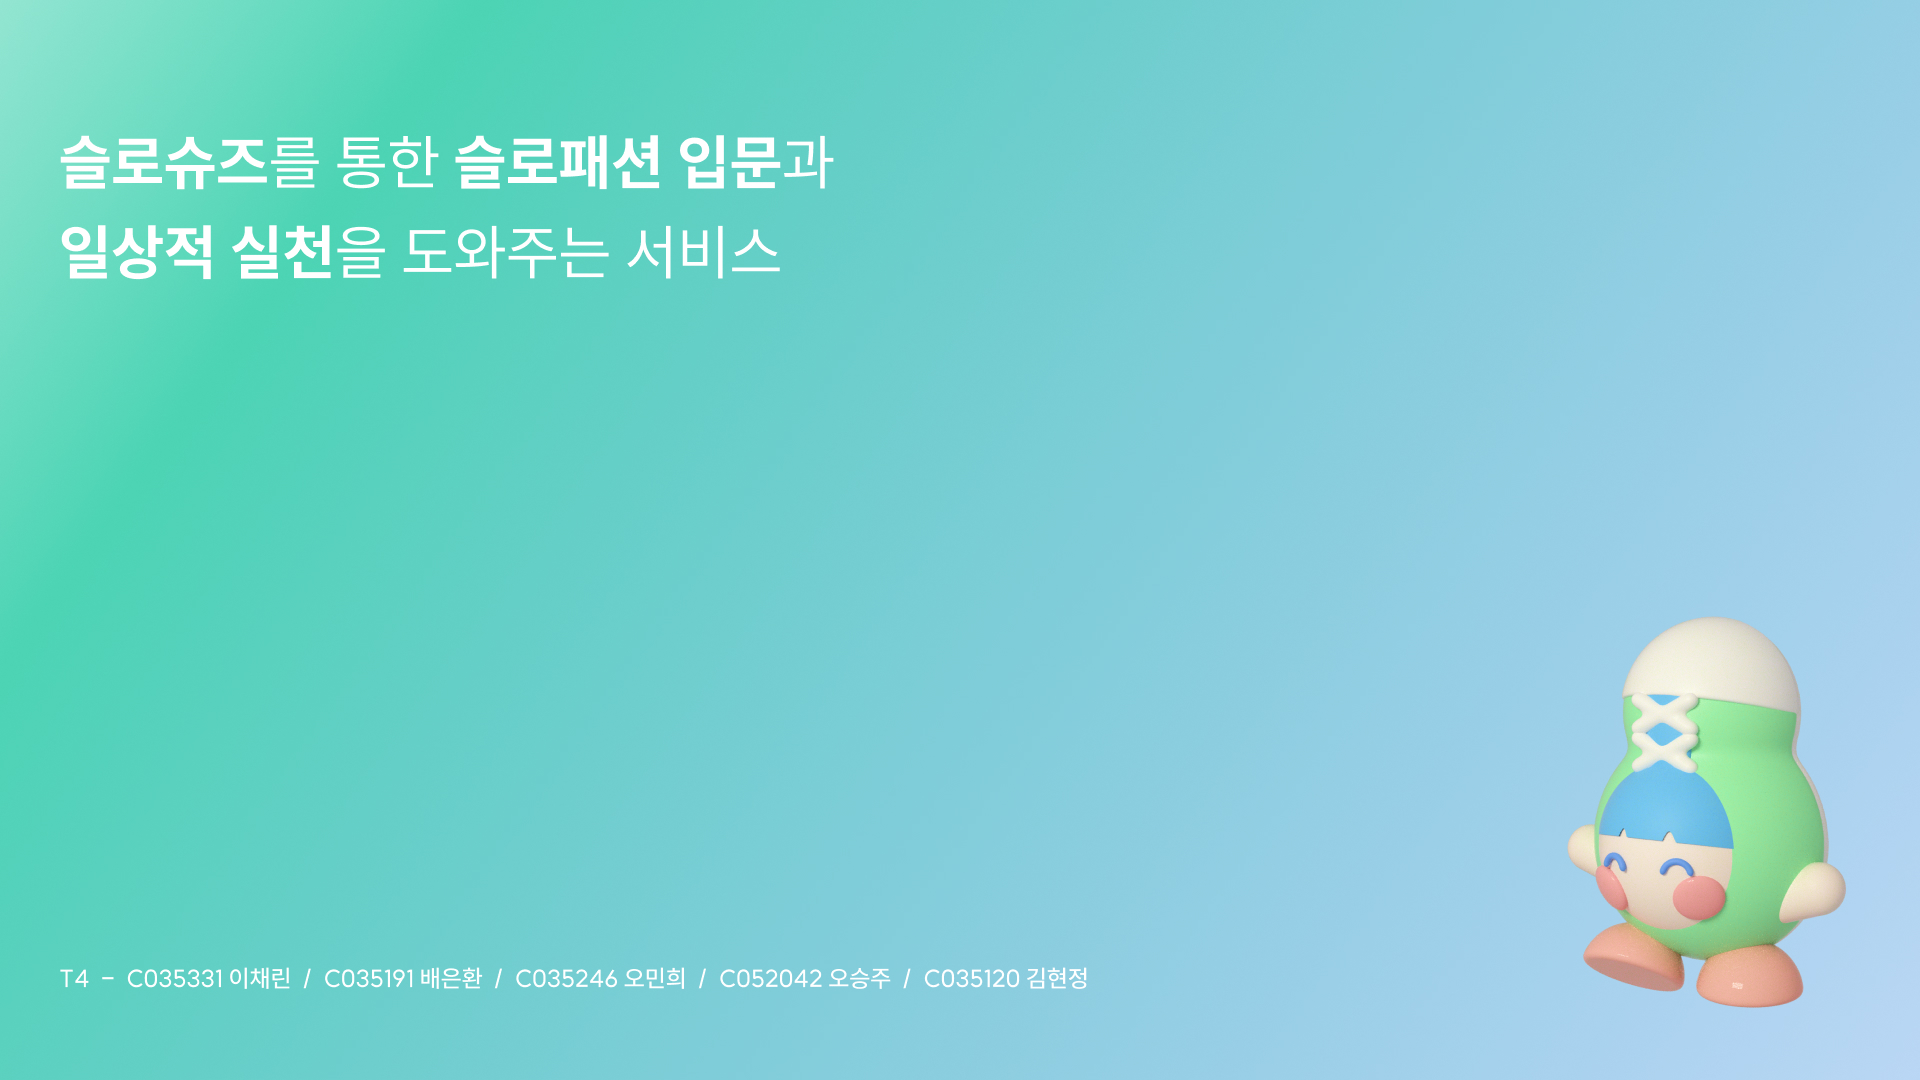 슬로슈즈를 통한 슬로패션 입문과
일상적 실천을 도와주는 서비스
T4 – C035331 이채린 / C035191 배은환 / C035246 오민희 / C052042 오승주 / C035120 김현정